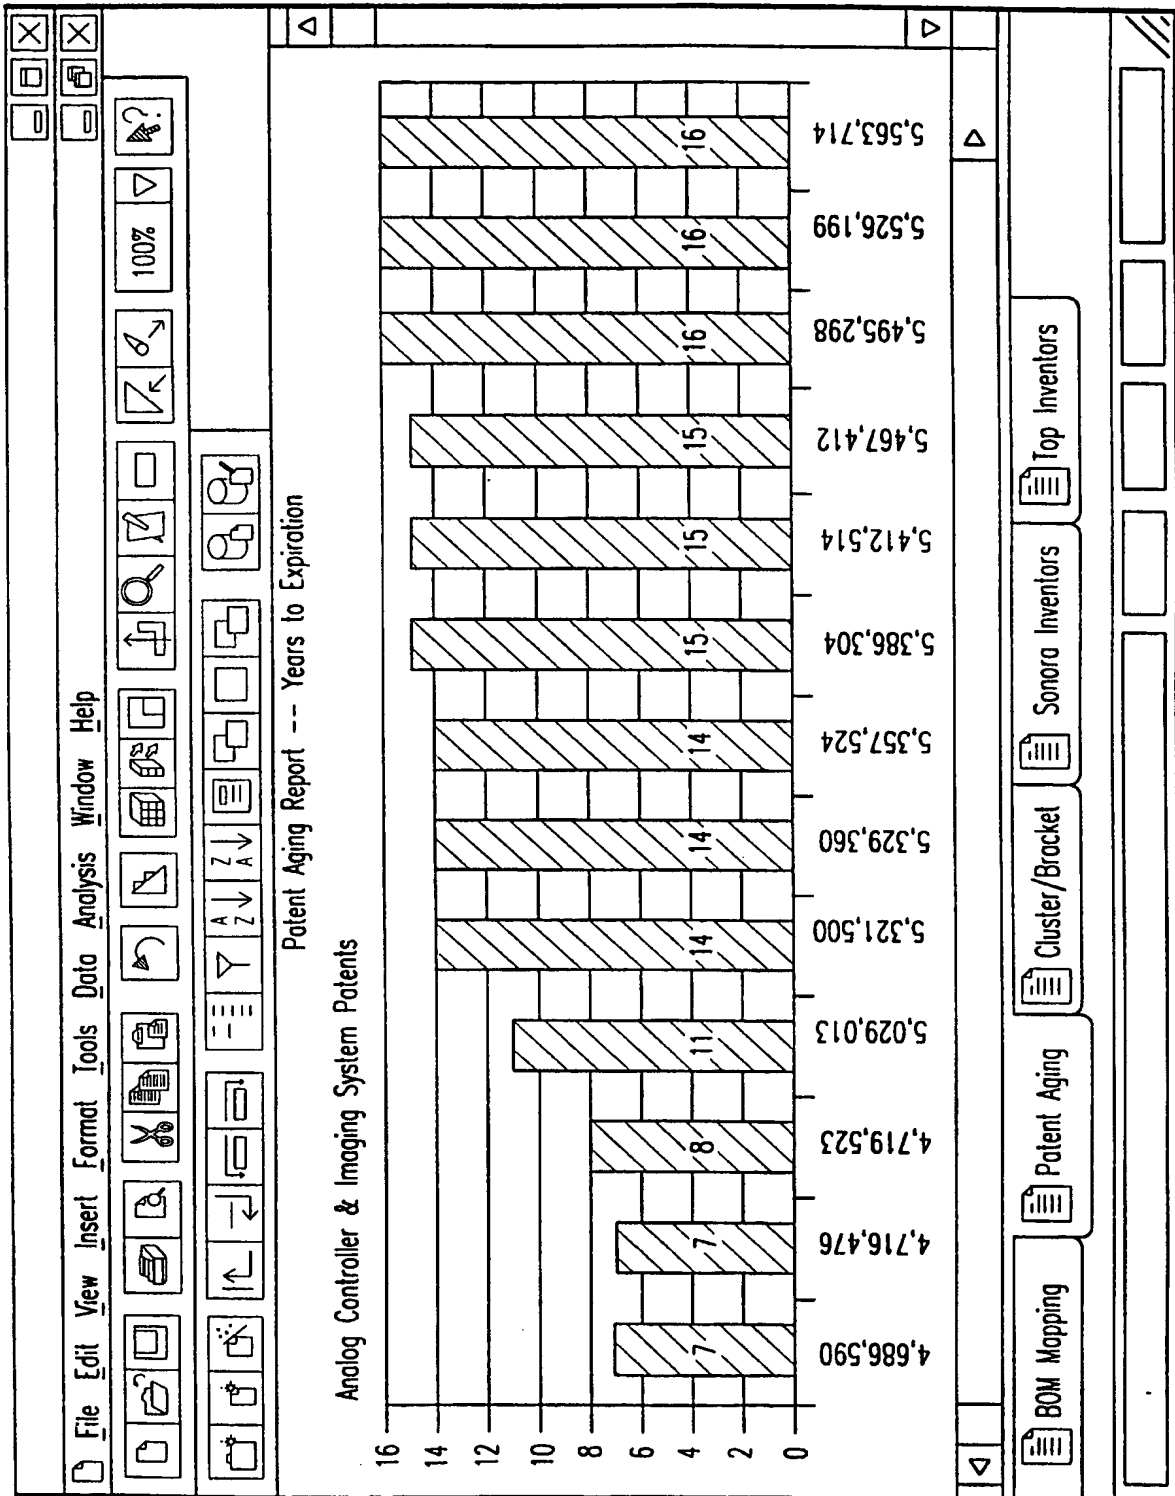 File Edit View Insert Format Tools Data Analysis Window Help
100%
?
A Z
Z A
Patent Aging Report -- Years to Expiration
Analog Controller & Imaging System Patents
16
14
12
10
8
6
4
2
0
7 7 8 11 14 14 14 15 15 15 16 16 16
4,686,590 4,716,476 4,719,523 5,029,013 5,321,500 5,329,360 5,357,524 5,386,304 5,412,514 5,467,412 5,495,298 5,526,199 5,563,714
BOM Mapping Patent Aging Cluster/Bracket Sonora Inventors Top Inventors